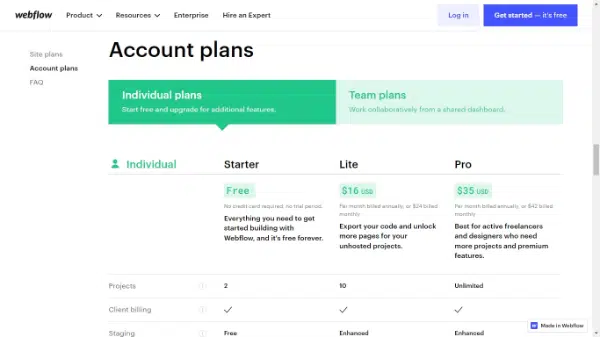 webflow Product Resources Enterprise Hire an Expert Log in Get started — it's free
Site plans
Account plans
FAQ
Account plans
Individual plans
Start free and upgrade for additional features.
Team plans
Work collaboratively from a shared dashboard.
Individual Starter Lite Pro
Free $16 USD $35 USD
No credit card required, no trial period.
Everything you need to get
started building with
Webflow, and it's free forever.
Per month billed annually, or $24 billed
monthly
Export your code and unlock
more pages for your
unhosted projects.
Per month billed annually, or $42 billed
monthly
Best for active freelancers
and designers who need
more projects and premium
features.
Projects 2 10 Unlimited
Client billing
Staging Free Enhanced Enhanced
Made in Webflow